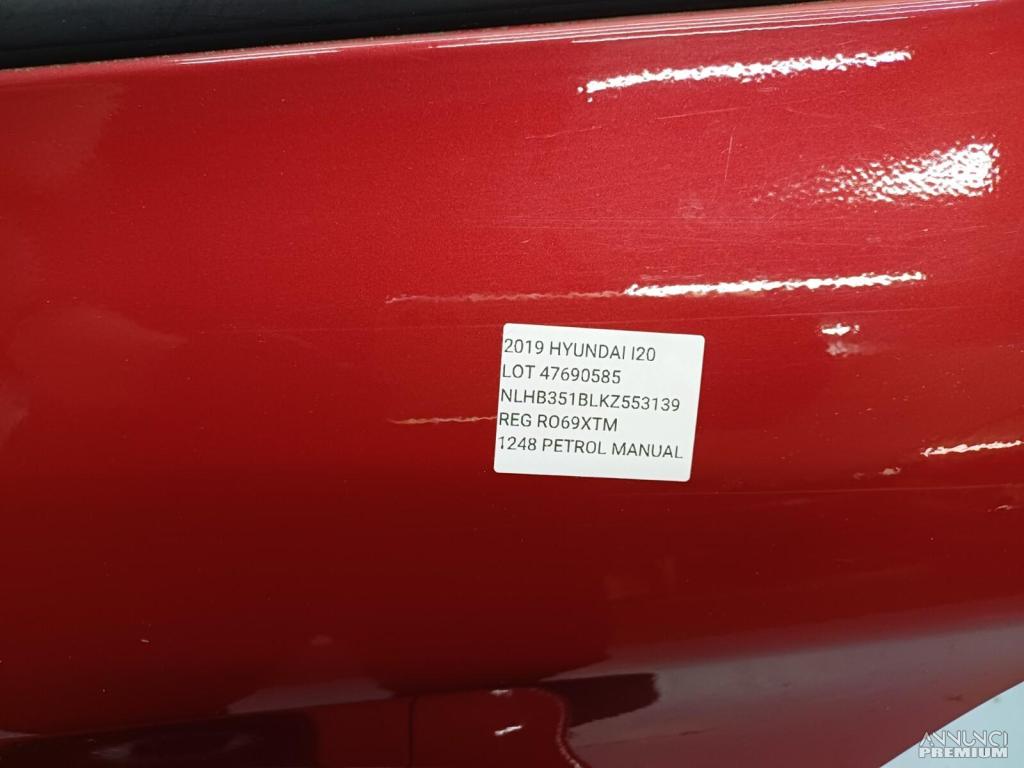 2019 HYUNDAI I20
LOT 47690585
NLHB351BLKZ553139
REG RO69XTM
1248 PETROL MANUAL
ANNUNCI
PREMIUM